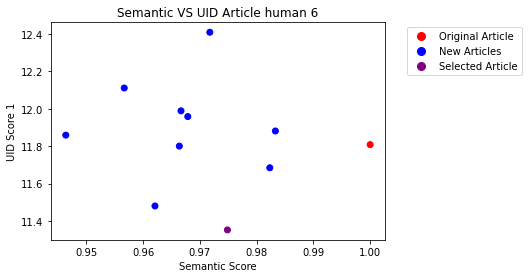 Semantic VS UID Article human 6
UID Score 1
12.4
12.2
12.0
11.8
11.6
11.4
0.95
0.96
0.97
0.98
0.99
1.00
Semantic Score
Original Article
New Articles
Selected Article